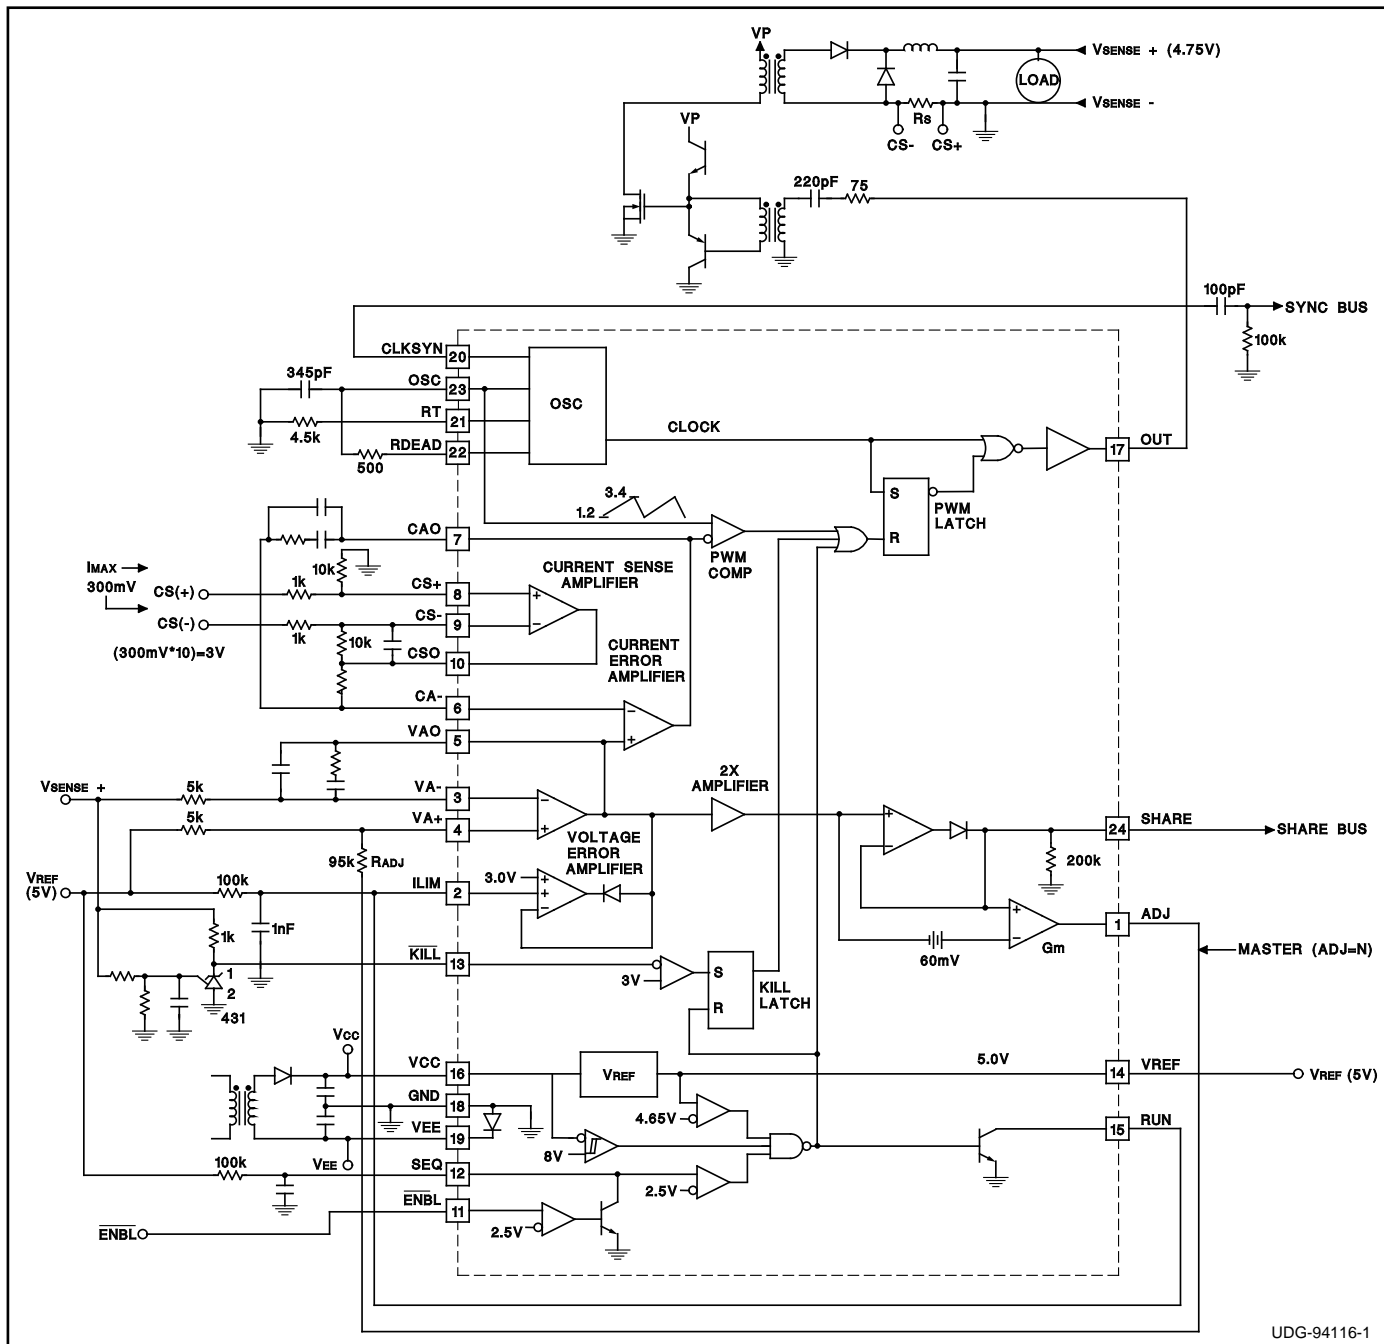 VP
VSENSE + (4.75V)
LOAD
VSENSE -
Rs
CS-
CS+
VP
220pF
75
100pF
SYNC BUS
100k
CLKSYN
20
345pF
OSC
23
OSC
RT
21
4.5k
CLOCK
OUT
17
RDEAD
22
500
S
PWM
LATCH
R
3.4
1.2
CAO
7
PWM
COMP
10k
CURRENT SENSE
AMPLIFIER
IMAX
300mV
CS(+)
1k
CS+
8
+
CS(-)
1k
CS-
9
−
(300mV*10)=3V
10k
CSO
10
CURRENT
ERROR
AMPLIFIER
CA-
6
−
+
VAO
5
2X
AMPLIFIER
VSENSE +
5k
VA-
3
−
5k
VA+
4
+
+
SHARE
24
SHARE BUS
−
VOLTAGE
ERROR
AMPLIFIER
95k
RADJ
200k
VREF
(5V)
100k
ILIM
2
3.0V
+
+
−
+
−
Gm
60mV
ADJ
1
MASTER (ADJ=N)
1k
1nF
KILL
13
3V
S
R
KILL
LATCH
1
2
431
VCC
VCC
16
VREF
5.0V
VREF
14
VREF (5V)
GND
18
4.65V
RUN
15
VEE
19
8V
VEE
100k
SEQ
12
2.5V
ENBL
11
2.5V
ENBL
UDG-94116-1